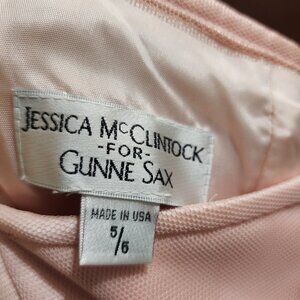 JESSICA McCLINTOCK
-FOR-
GUNNE SAX
MADE IN USA
5/6